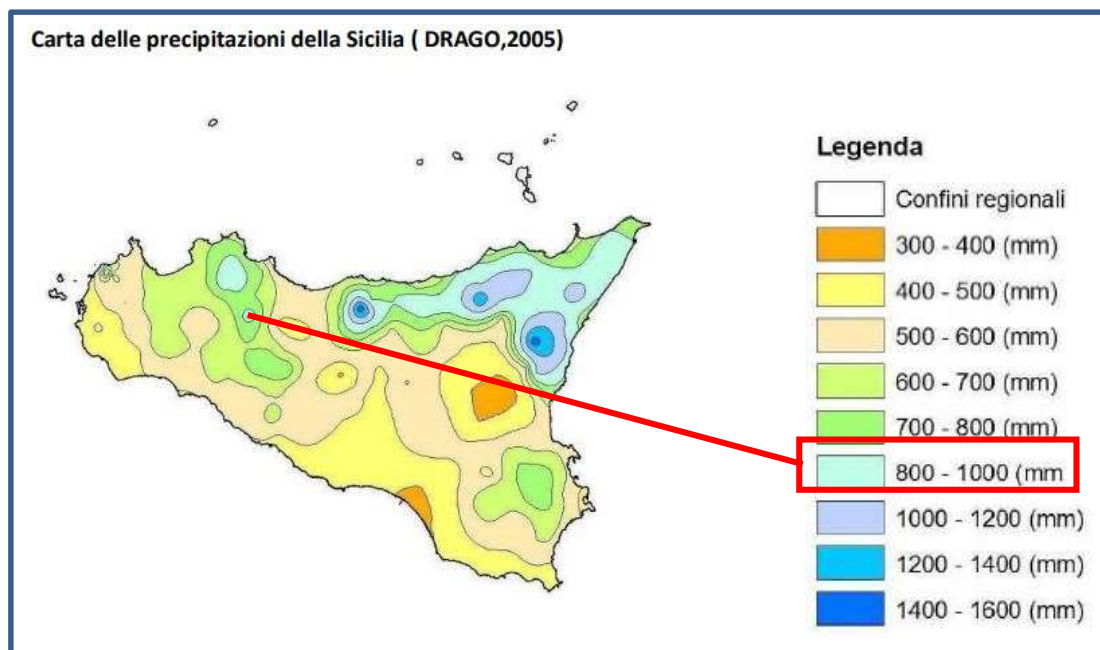 Carta delle precipitazioni della Sicilia ( DRAGO,2005)
Legenda
Confini regionali
300 - 400 (mm)
400 - 500 (mm)
500 - 600 (mm)
600 - 700 (mm)
700 - 800 (mm)
800 - 1000 (mm
1000 - 1200 (mm)
1200 - 1400 (mm)
1400 - 1600 (mm)